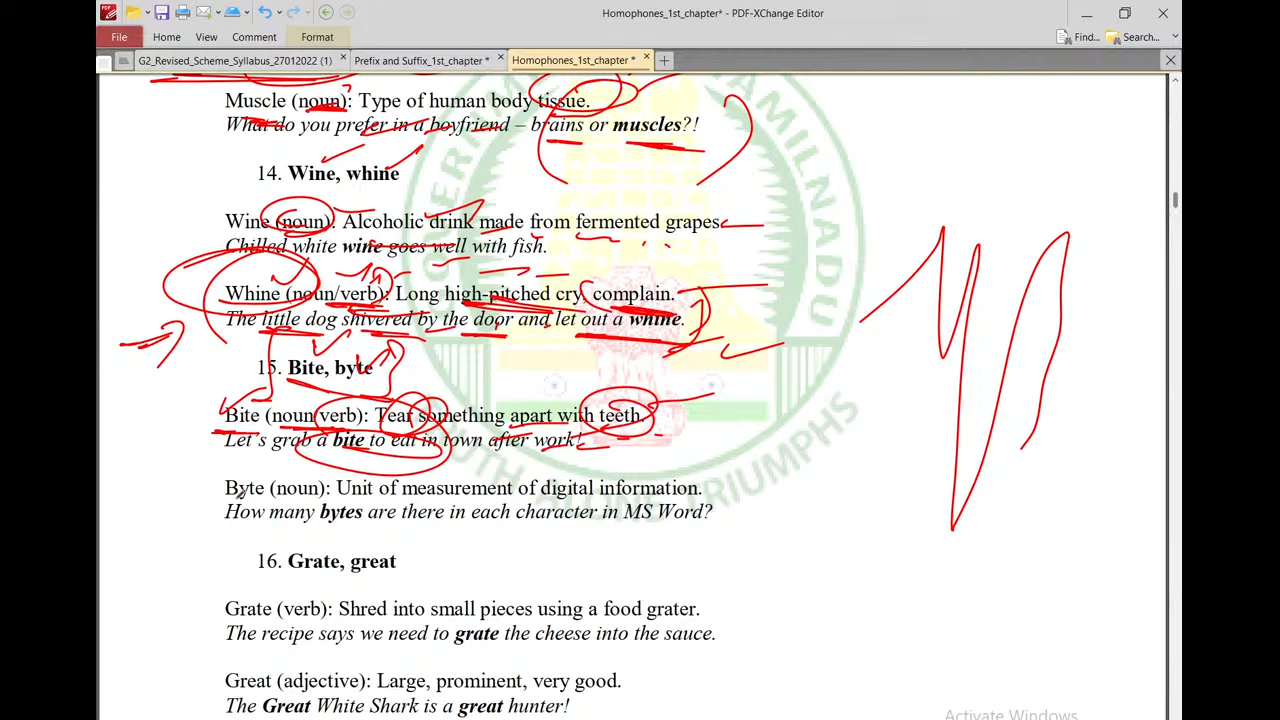 Homophones_1st_chapter* - PDF-XChange Editor
File Home View Comment Format Find... Search...
G2_Revised_Scheme_Syllabus_27012022 (1) Prefix and Suffix_1st_chapter * Homophones_1st_chapter *
Muscle (noun): Type of human body tissue.
What do you prefer in a boyfriend – brains or muscles?!
14. Wine, whine
Wine (noun): Alcoholic drink made from fermented grapes.
Chilled white wine goes well with fish.
Whine (noun/verb): Long high-pitched cry, complain.
The little dog shivered by the door and let out a whine.
15. Bite, byte
Bite (noun/verb): Tear something apart with teeth.
Let's grab a bite to eat in town after work!
Byte (noun): Unit of measurement of digital information.
How many bytes are there in each character in MS Word?
16. Grate, great
Grate (verb): Shred into small pieces using a food grater.
The recipe says we need to grate the cheese into the sauce.
Great (adjective): Large, prominent, very good.
The Great White Shark is a great hunter!
GOVERNMENT TAMILNADU
TRUTH ALONE TRIUMPHS
Activate Windows